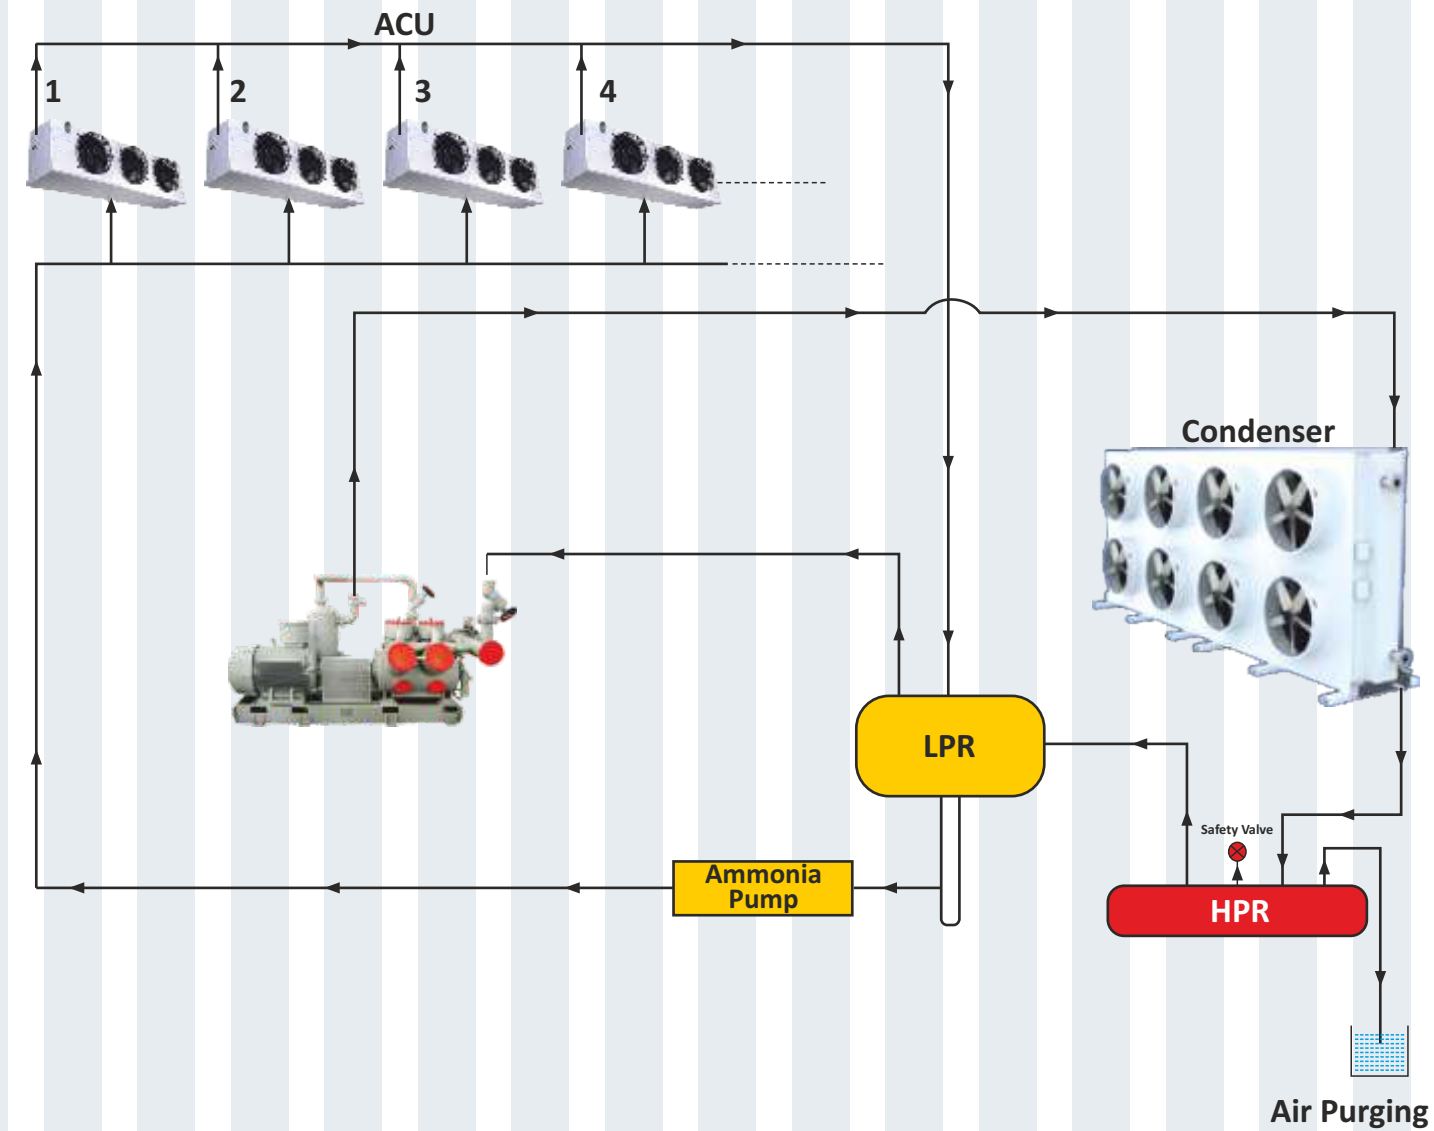 ACU
1
2
3
4
Condenser
LPR
Safety Valve
Ammonia
Pump
HPR
Air Purging